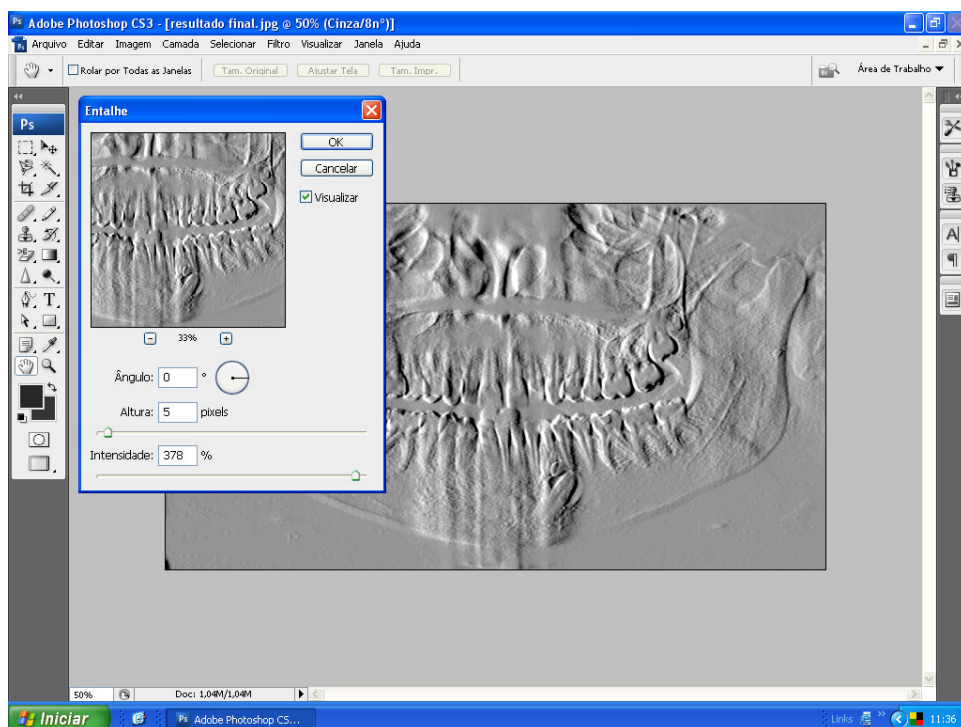 Ps Adobe Photoshop CS3 - [resultado final.jpg @ 50% (Cinza/8n°)]
Arquivo Editar Imagem Camada Selecionar Filtro Visualizar Janela Ajuda
Rolar por Todas as Janelas Tam. Original Ajustar Tela Tam. Impr. Área de Trabalho
Entalhe
Ps
OK
Cancelar
Visualizar
33%
Ângulo: 0 °
Altura: 5 pixels
Intensidade: 378 %
50% Doc: 1,04M/1,04M
Iniciar Ps Adobe Photoshop CS... Links 11:36